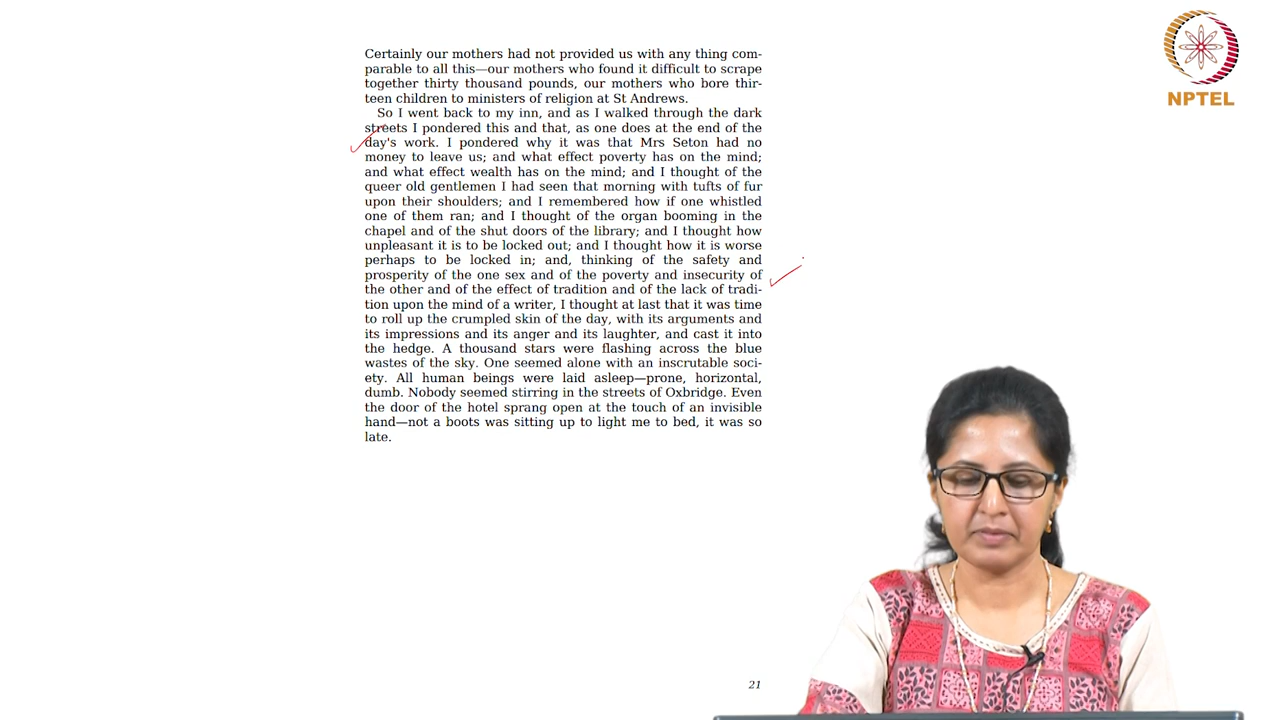 Certainly our mothers had not provided us with any thing com-
parable to all this—our mothers who found it difficult to scrape
together thirty thousand pounds, our mothers who bore thir-
teen children to ministers of religion at St Andrews.
So I went back to my inn, and as I walked through the dark
streets I pondered this and that, as one does at the end of the
day's work. I pondered why it was that Mrs Seton had no
money to leave us; and what effect poverty has on the mind;
and what effect wealth has on the mind; and I thought of the
queer old gentlemen I had seen that morning with tufts of fur
upon their shoulders; and I remembered how if one whistled
one of them ran; and I thought of the organ booming in the
chapel and of the shut doors of the library; and I thought how
unpleasant it is to be locked out; and I thought how it is worse
perhaps to be locked in; and, thinking of the safety and
prosperity of the one sex and of the poverty and insecurity of
the other and of the effect of tradition and of the lack of tradi-
tion upon the mind of a writer, I thought at last that it was time
to roll up the crumpled skin of the day, with its arguments and
its impressions and its anger and its laughter, and cast it into
the hedge. A thousand stars were flashing across the blue
wastes of the sky. One seemed alone with an inscrutable soci-
ety. All human beings were laid asleep—prone, horizontal,
dumb. Nobody seemed stirring in the streets of Oxbridge. Even
the door of the hotel sprang open at the touch of an invisible
hand—not a boots was sitting up to light me to bed, it was so
late.
21
NPTEL